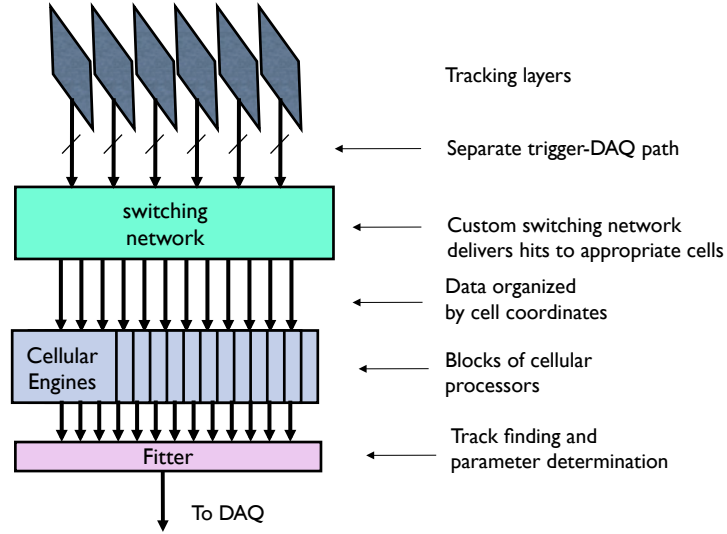 Tracking layers
Separate trigger-DAQ path
switching
network
Custom switching network
delivers hits to appropriate cells
Data organized
by cell coordinates
Cellular
Engines
Blocks of cellular
processors
Fitter
Track finding and
parameter determination
To DAQ